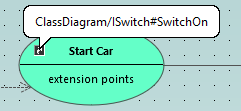 ClassDiagram/ISwitch#SwitchOn
Start Car
extension points